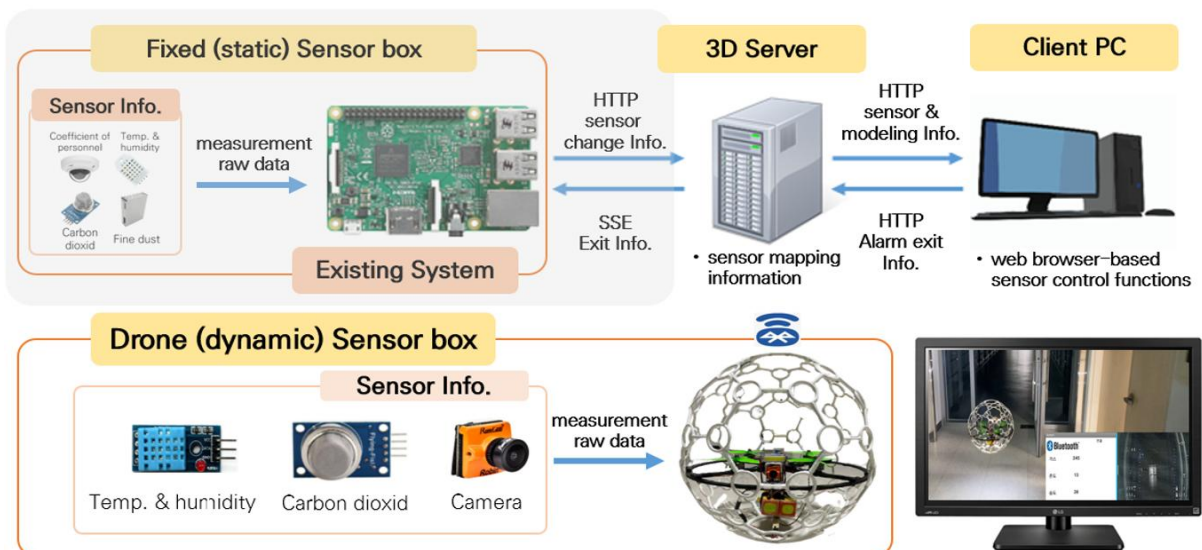 Fixed (static) Sensor box
3D Server
Client PC
Sensor Info.
Coefficient of
personnel
Temp. &
humidity
Carbon
dioxid
Fine dust
measurement
raw data
HTTP
sensor
change Info.
SSE
Exit Info.
HTTP
sensor &
modeling Info.
HTTP
Alarm exit
Info.
Existing System
• sensor mapping
information
• web browser-based
sensor control functions
Drone (dynamic) Sensor box
Sensor Info.
Temp. & humidity
Carbon dioxid
Camera
measurement
raw data
Bluetooth
LG